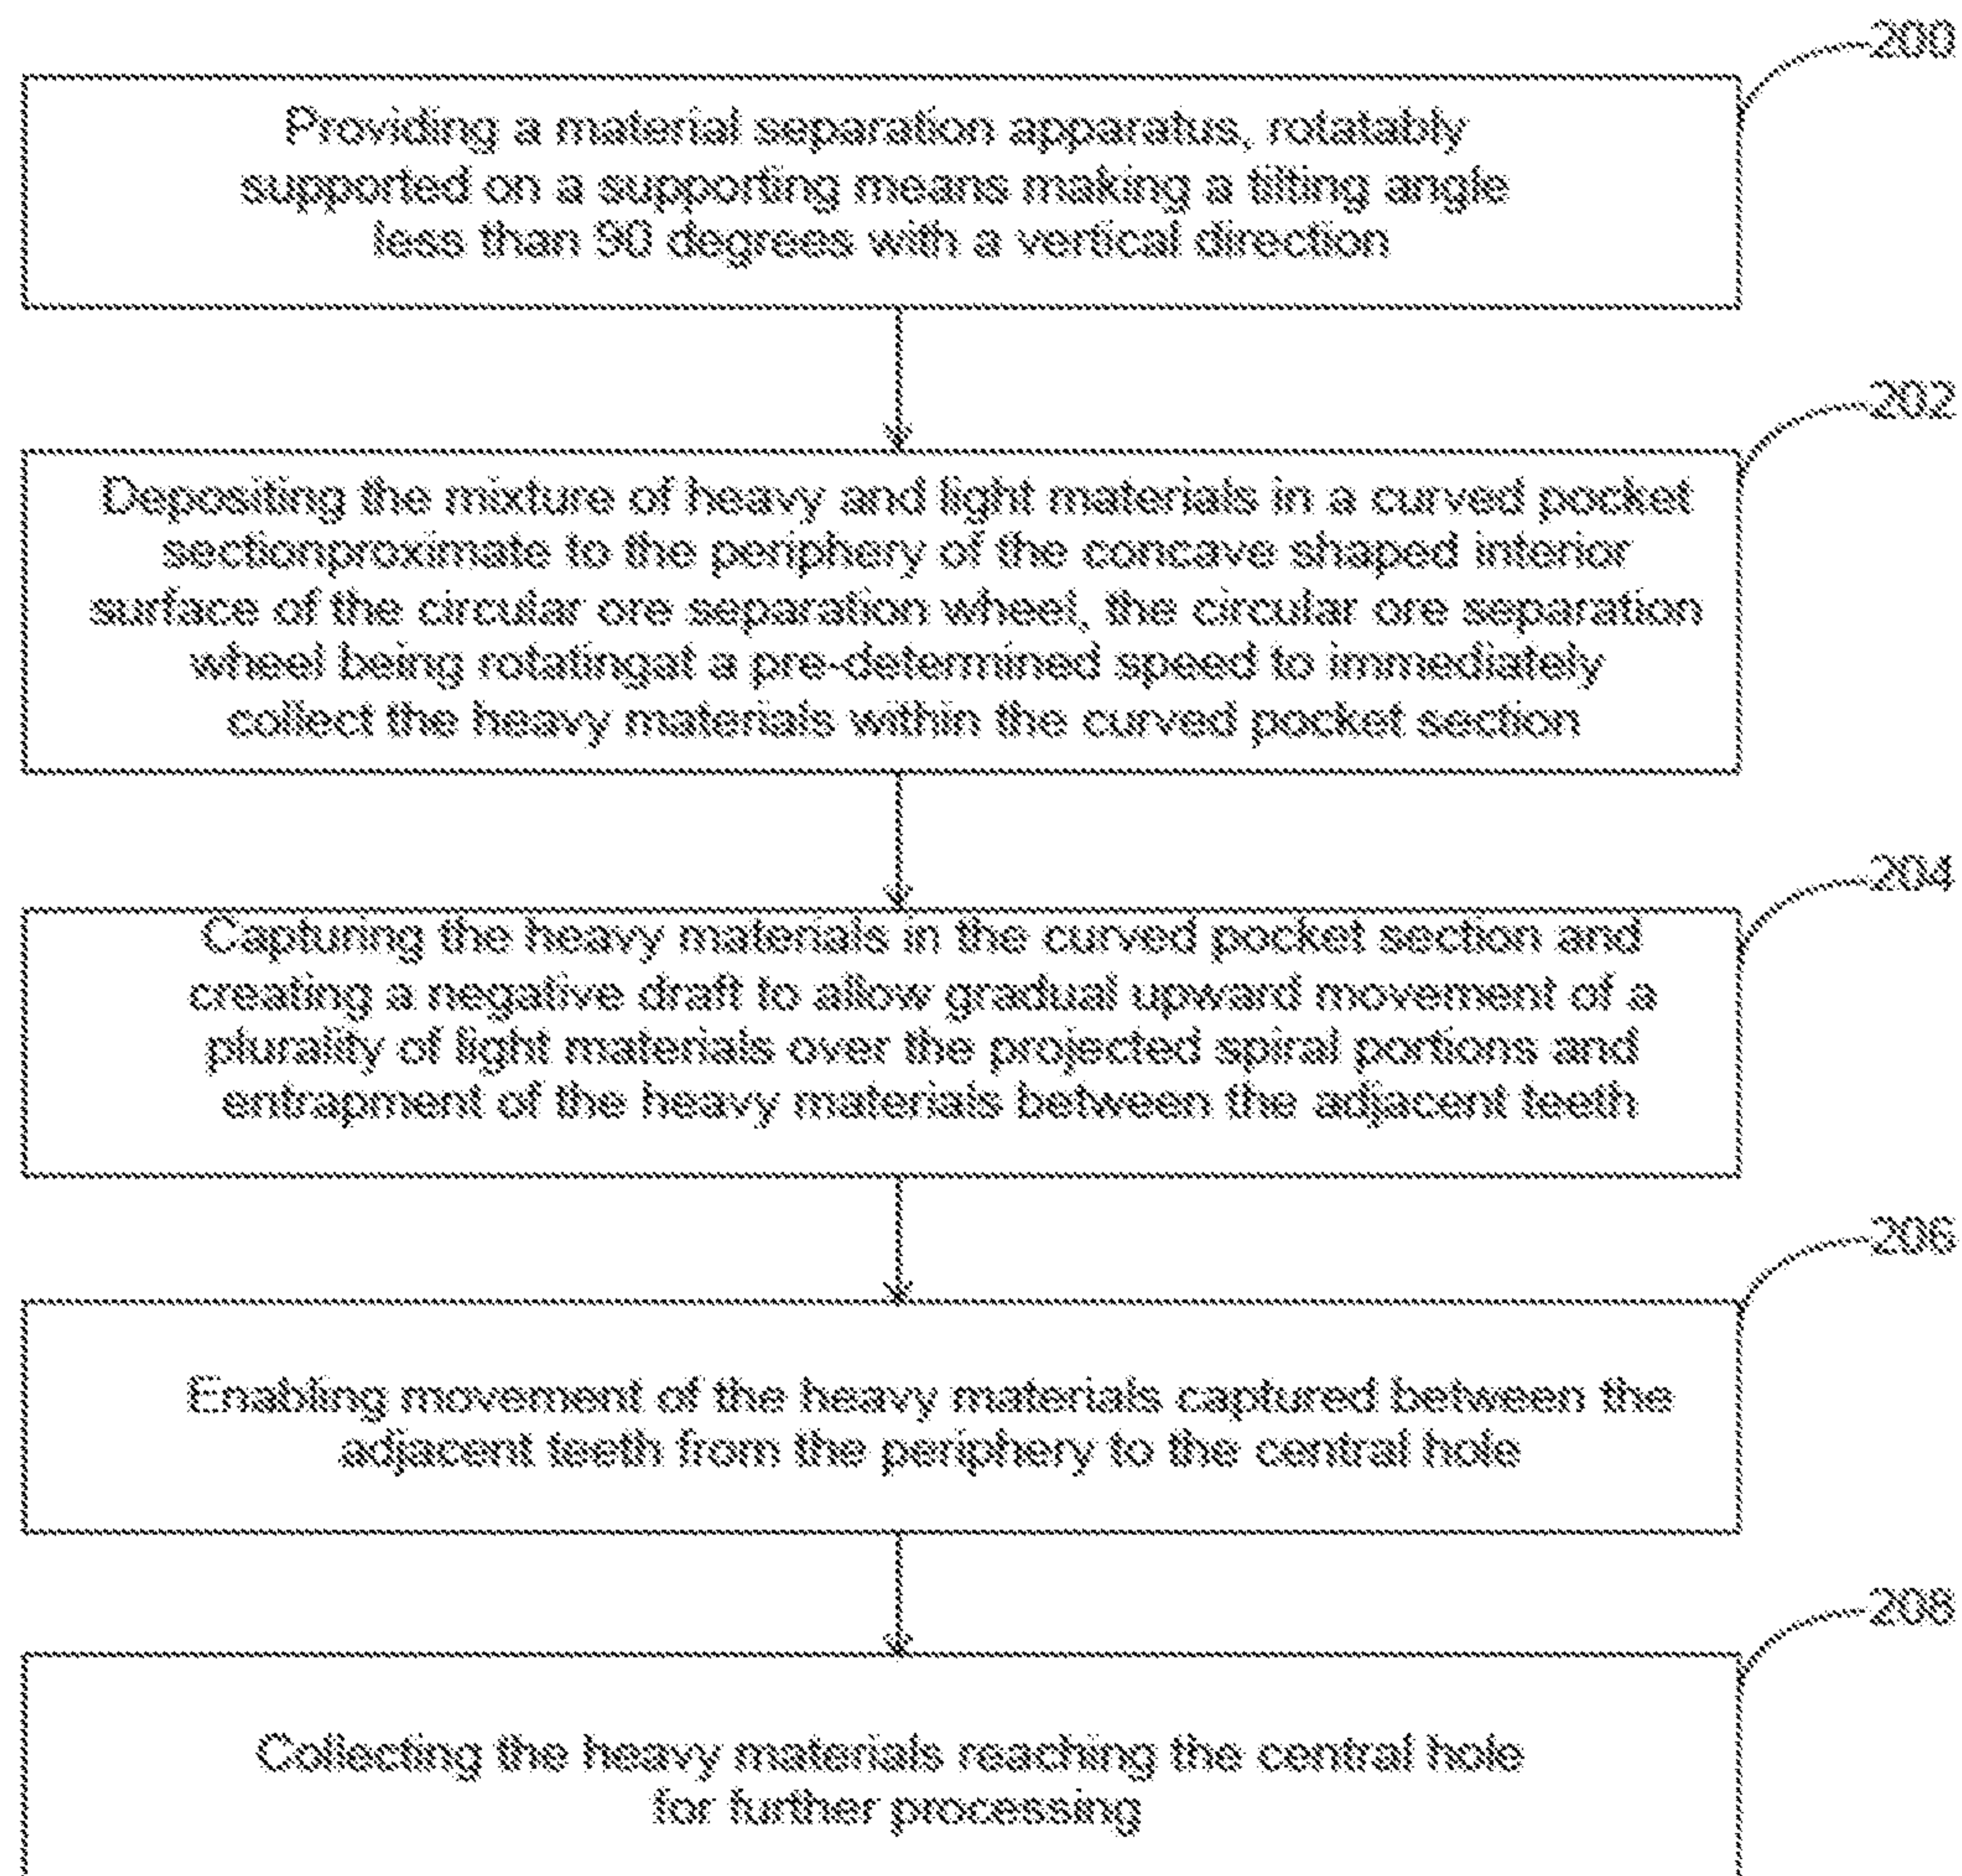 200
Providing a material separation apparatus, rotatably
supported on a supporting means making a tilting angle
less than 90 degrees with a vertical direction
202
Depositing the mixture of heavy and light materials in a curved pocket
sectionproximate to the periphery of the concave shaped interior
surface of the circular ore separation wheel, the circular ore separation
wheel being rotatingat a pre-determined speed to immediately
collect the heavy materials within the curved pocket section
204
Capturing the heavy materials in the curved pocket section and
creating a negative draft to allow gradual upward movement of a
plurality of light materials over the projected spiral portions and
entrapment of the heavy materials between the adjacent teeth
206
Enabling movement of the heavy materials captured between the
adjacent teeth from the periphery to the central hole
208
Collecting the heavy materials reaching the central hole
for further processing